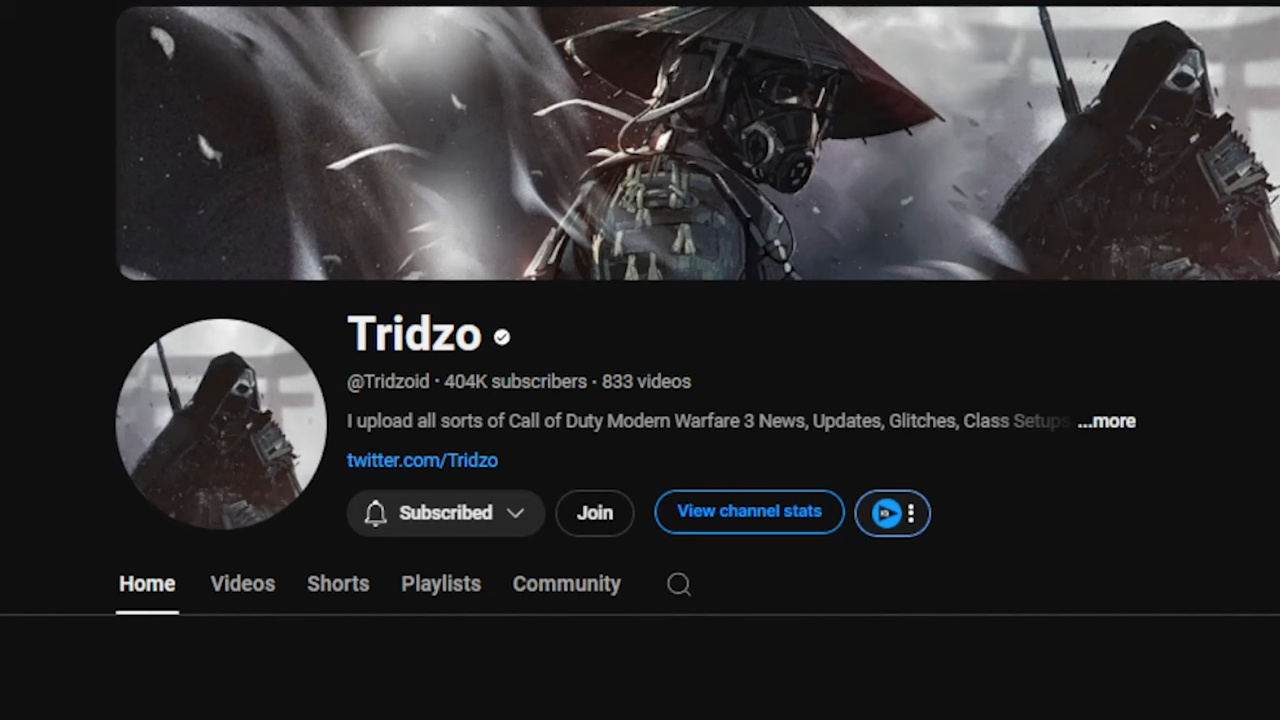 Tridzo
@Tridzoid · 404K subscribers · 833 videos
I upload all sorts of Call of Duty Modern Warfare 3 News, Updates, Glitches, Class Setups ...more
twitter.com/Tridzo
Subscribed Join View channel stats
Home Videos Shorts Playlists Community